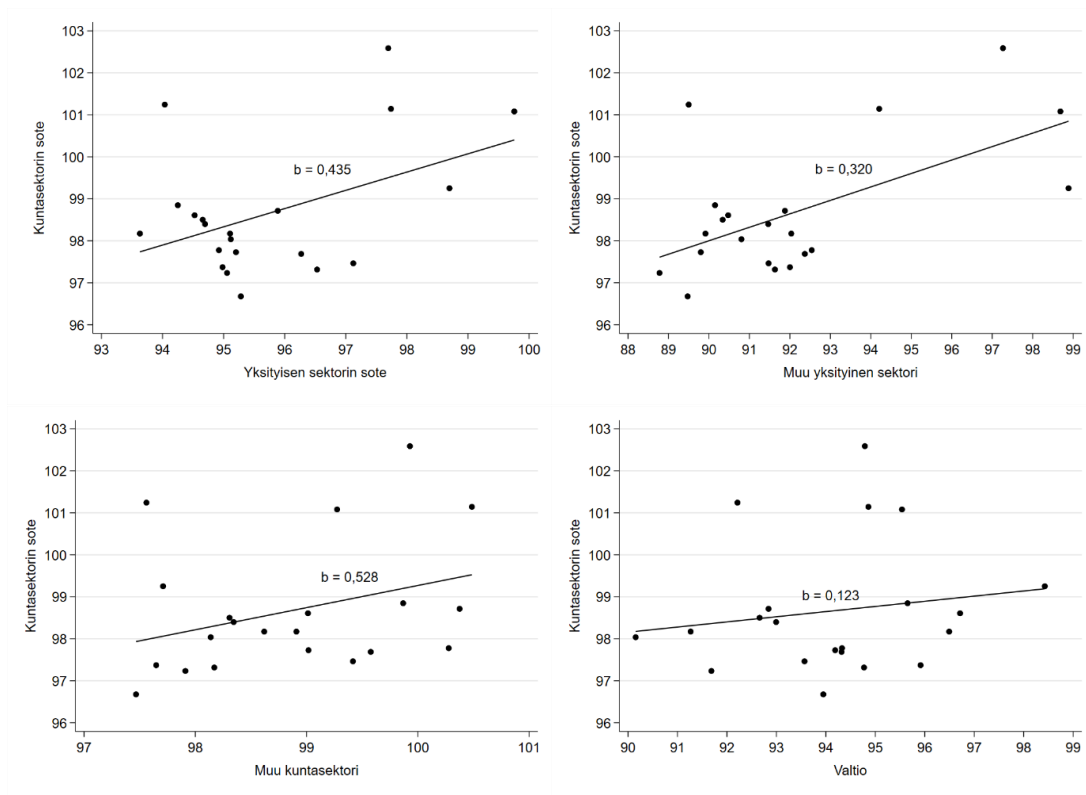 103
102
101
100
99
98
97
96
Kuntasektorin sote
b = 0,435
93 94 95 96 97 98 99 100
Yksityisen sektorin sote
103
102
101
100
99
98
97
96
Kuntasektorin sote
b = 0,320
88 89 90 91 92 93 94 95 96 97 98 99
Muu yksityinen sektori
103
102
101
100
99
98
97
96
Kuntasektorin sote
b = 0,528
97 98 99 100 101
Muu kuntasektori
103
102
101
100
99
98
97
96
Kuntasektorin sote
b = 0,123
90 91 92 93 94 95 96 97 98 99
Valtio